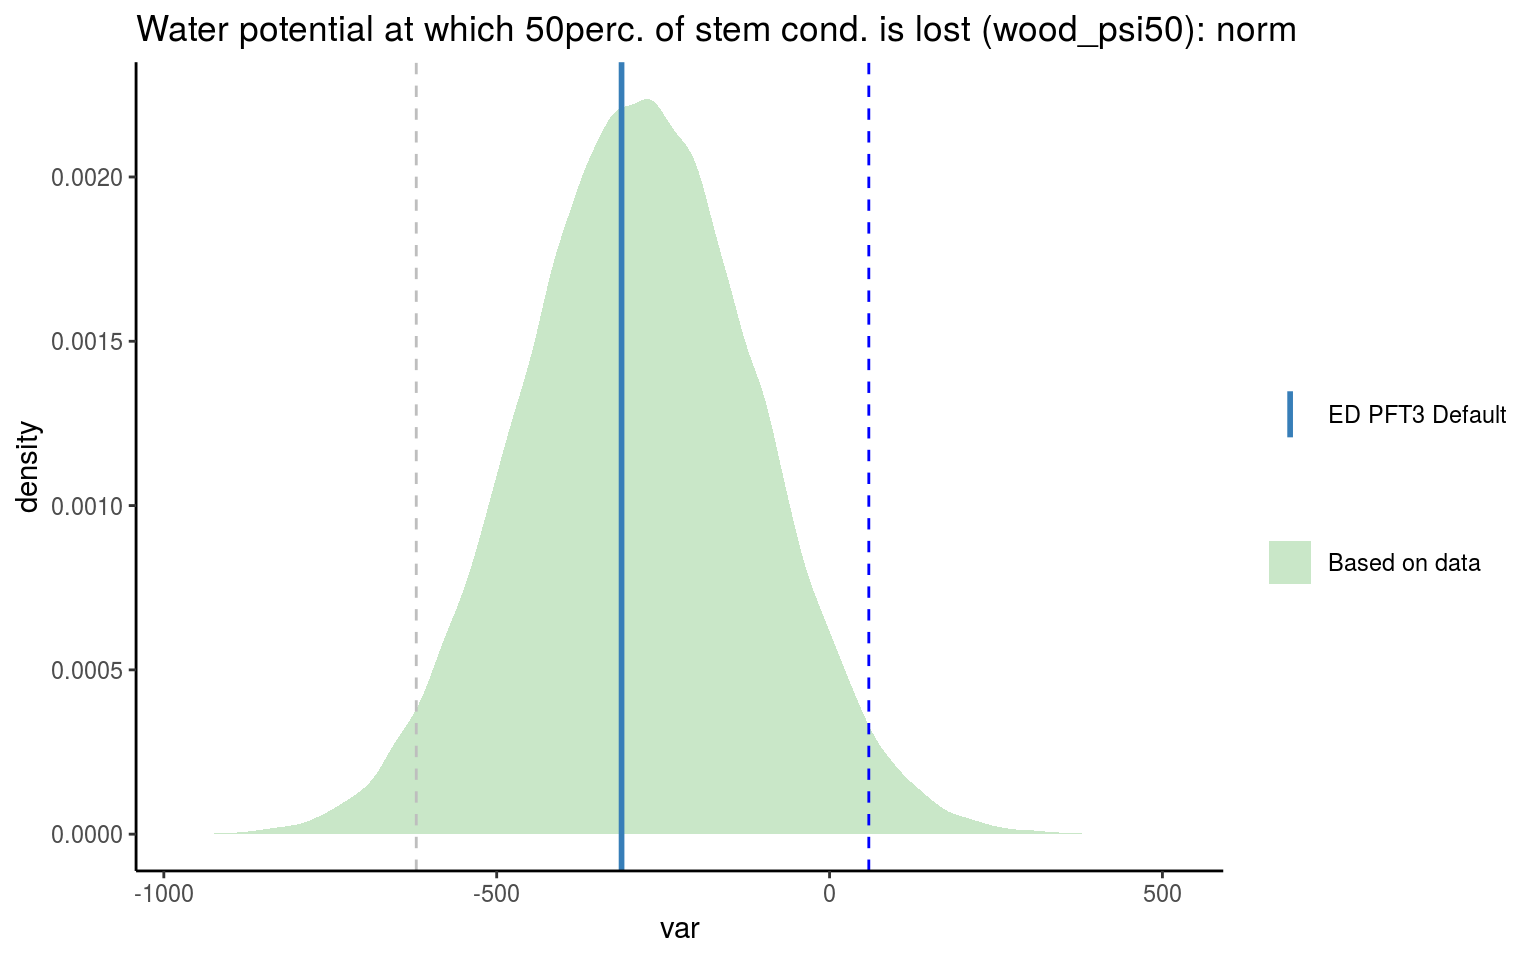 Water potential at which 50perc. of stem cond. is lost (wood_psi50): norm
0.0020
0.0015
0.0010
0.0005
0.0000
density
-1000
-500
0
500
var
ED PFT3 Default
Based on data